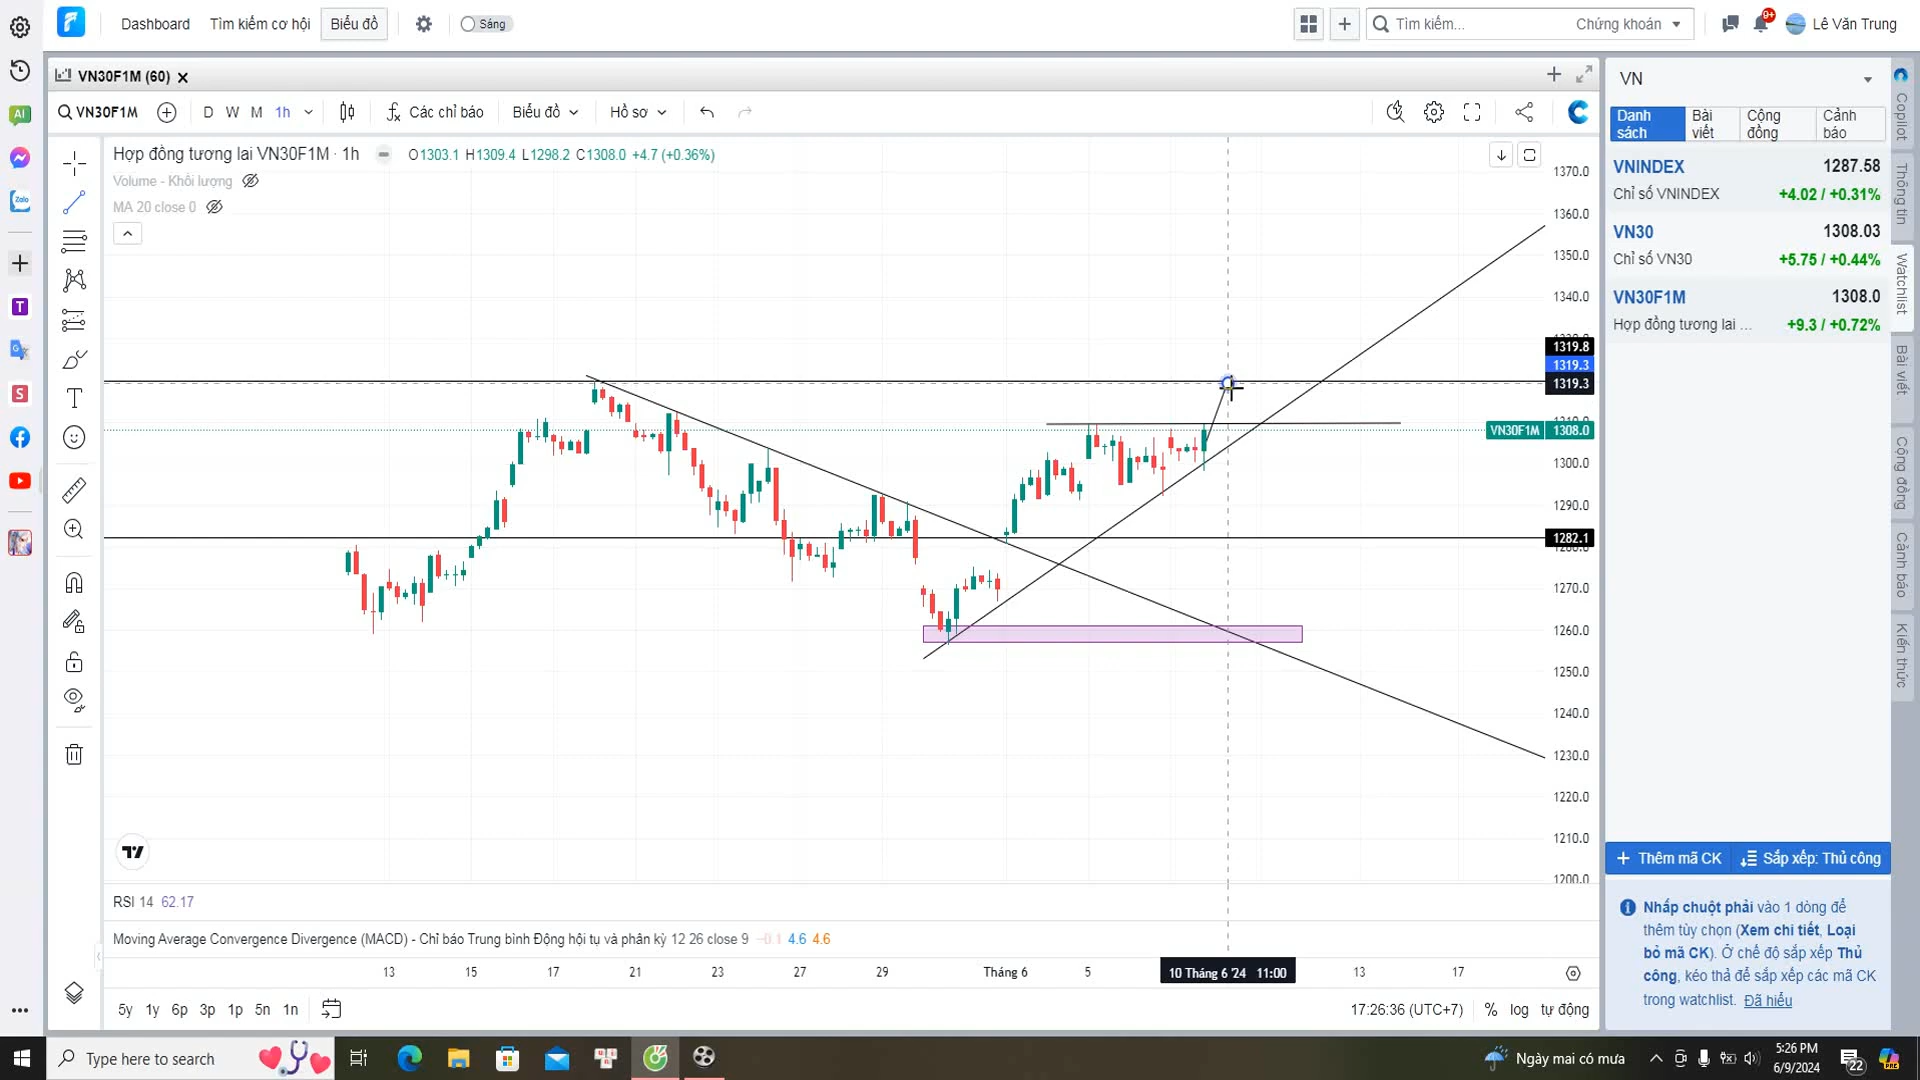 Dashboard
Tìm kiếm cơ hội
Biểu đồ
Sáng
Tìm kiếm...
Chứng khoán
9+
Lê Văn Trung
VN30F1M (60)
VN30F1M
D
W
M
1h
Các chỉ báo
Biểu đồ
Hồ sơ
Hợp đồng tương lai VN30F1M · 1h
O1303.1 H1309.4 L1298.2 C1308.0 +4.7 (+0.36%)
Volume - Khối lượng
MA 20 close 0
1370.0
1360.0
1350.0
1340.0
1319.8
1319.3
1319.3
VN30F1M 1308.0
1300.0
1290.0
1282.1
1280.0
1270.0
1260.0
1250.0
1240.0
1230.0
1220.0
1210.0
1200.0
RSI 14 62.17
Moving Average Convergence Divergence (MACD) - Chỉ báo Trung bình Động hội tụ và phân kỳ 12 26 close 9 −0.1 4.6 4.6
13
15
17
21
23
27
29
Tháng 6
5
10 Tháng 6 '24 11:00
13
17
5y
1y
6p
3p
1p
5n
1n
17:26:36 (UTC+7)
%
log
tự động
VN
Danh sách
Bài viết
Cộng đồng
Cảnh báo
VNINDEX 1287.58
Chỉ số VNINDEX +4.02 / +0.31%
VN30 1308.03
Chỉ số VN30 +5.75 / +0.44%
VN30F1M 1308.0
Hợp đồng tương lai ... +9.3 / +0.72%
Thêm mã CK
Sắp xếp: Thủ công
Nhấp chuột phải vào 1 dòng để
thêm tùy chọn (Xem chi tiết, Loại
bỏ mã CK). Ở chế độ sắp xếp Thủ
công, kéo thả để sắp xếp các mã CK
trong watchlist. Đã hiểu
Copilot
Thông tin
Watchlist
Bài viết
Cộng đồng
Cảnh báo
Kiến thức
AI
Zalo
T
S
Type here to search
Ngày mai có mưa
5:26 PM
6/9/2024
22
PRE